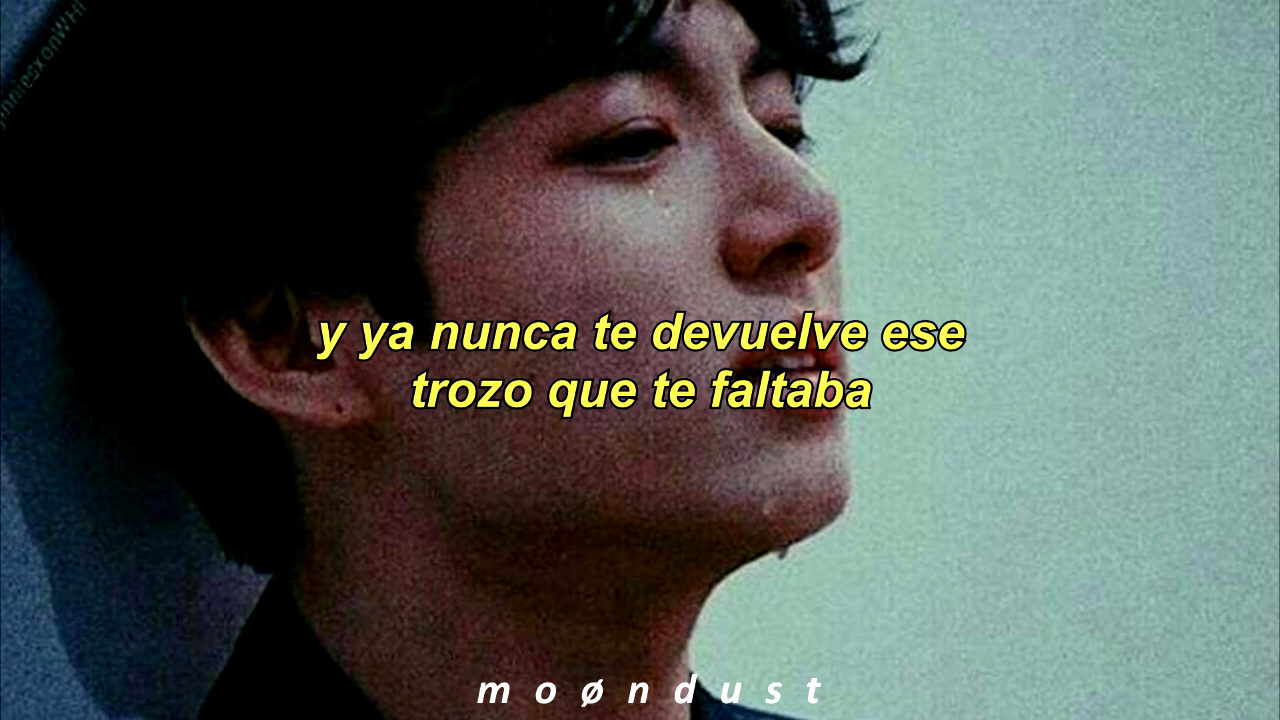 y ya nunca te devuelve ese
trozo que te faltaba
m o ø n d u s t